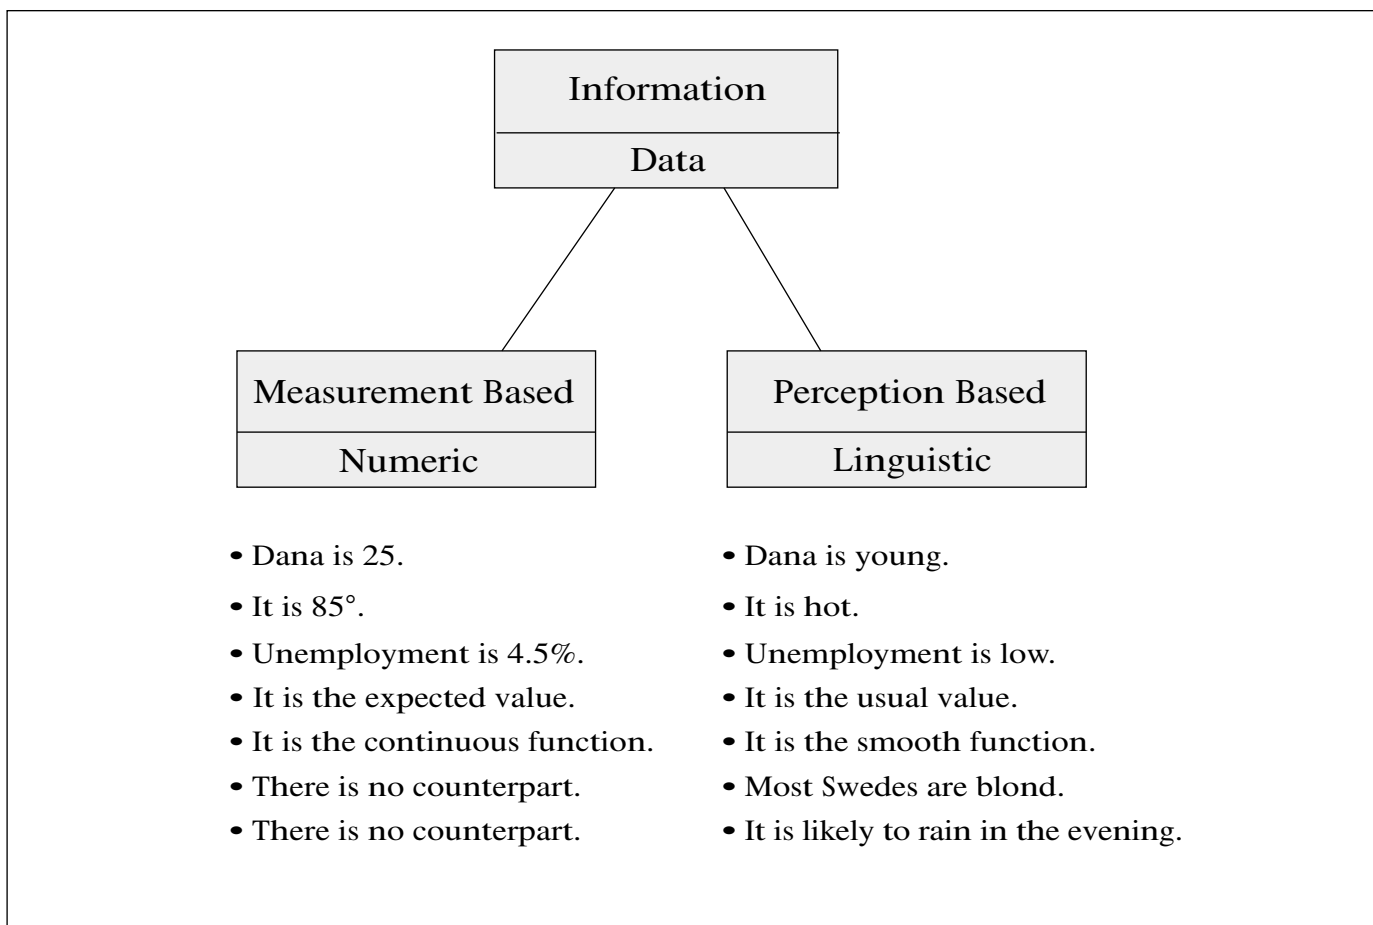 Information
Data
Measurement Based
Numeric
• Dana is 25.
• It is 85°.
• Unemployment is 4.5%.
• It is the expected value.
• It is the continuous function.
• There is no counterpart.
• There is no counterpart.
Perception Based
Linguistic
• Dana is young.
• It is hot.
• Unemployment is low.
• It is the usual value.
• It is the smooth function.
• Most Swedes are blond.
• It is likely to rain in the evening.